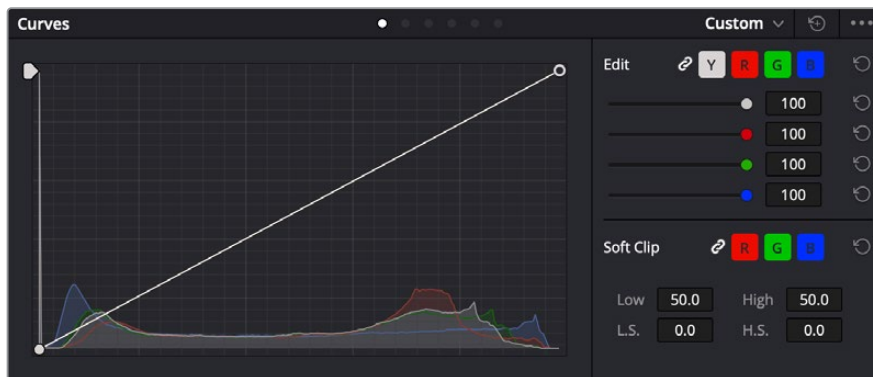 Curves
Custom
Edit
Y R G B
100
100
100
100
Soft Clip
R G B
Low 50.0 High 50.0
L.S. 0.0 H.S. 0.0